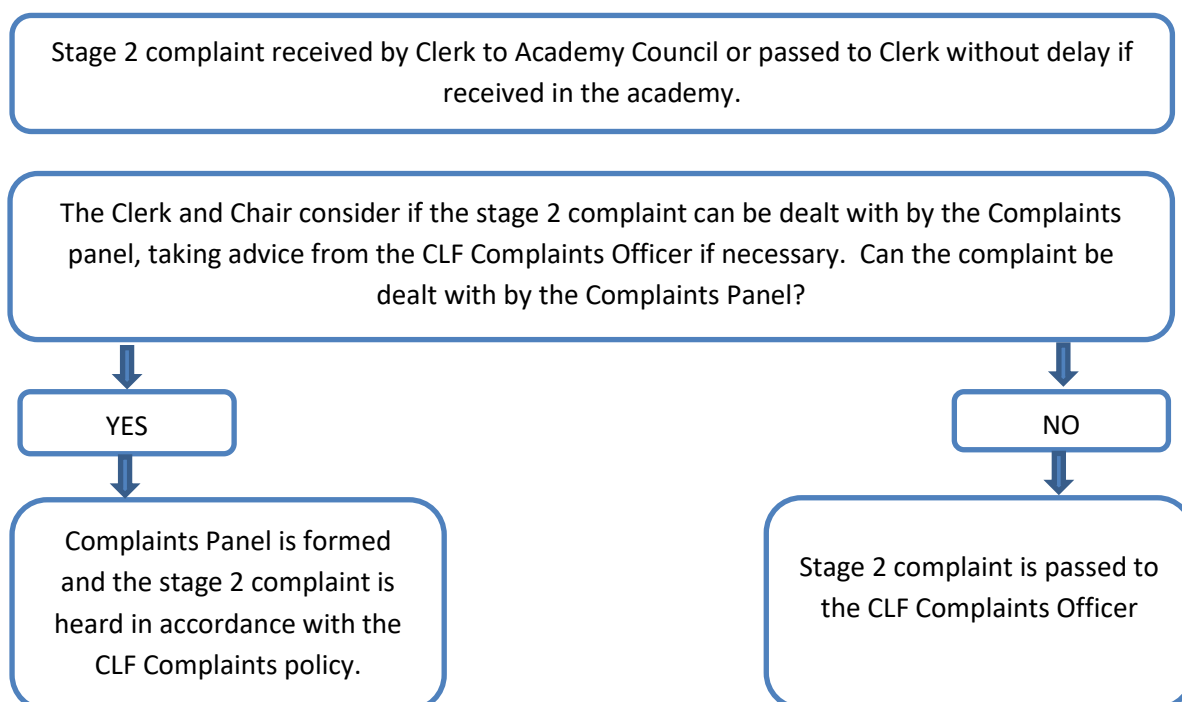 Stage 2 complaint received by Clerk to Academy Council or passed to Clerk without delay if
received in the academy.
The Clerk and Chair consider if the stage 2 complaint can be dealt with by the Complaints
panel, taking advice from the CLF Complaints Officer if necessary.  Can the complaint be
dealt with by the Complaints Panel?
YES
NO
Complaints Panel is formed
and the stage 2 complaint is
heard in accordance with the
CLF Complaints policy.
Stage 2 complaint is passed to
the CLF Complaints Officer